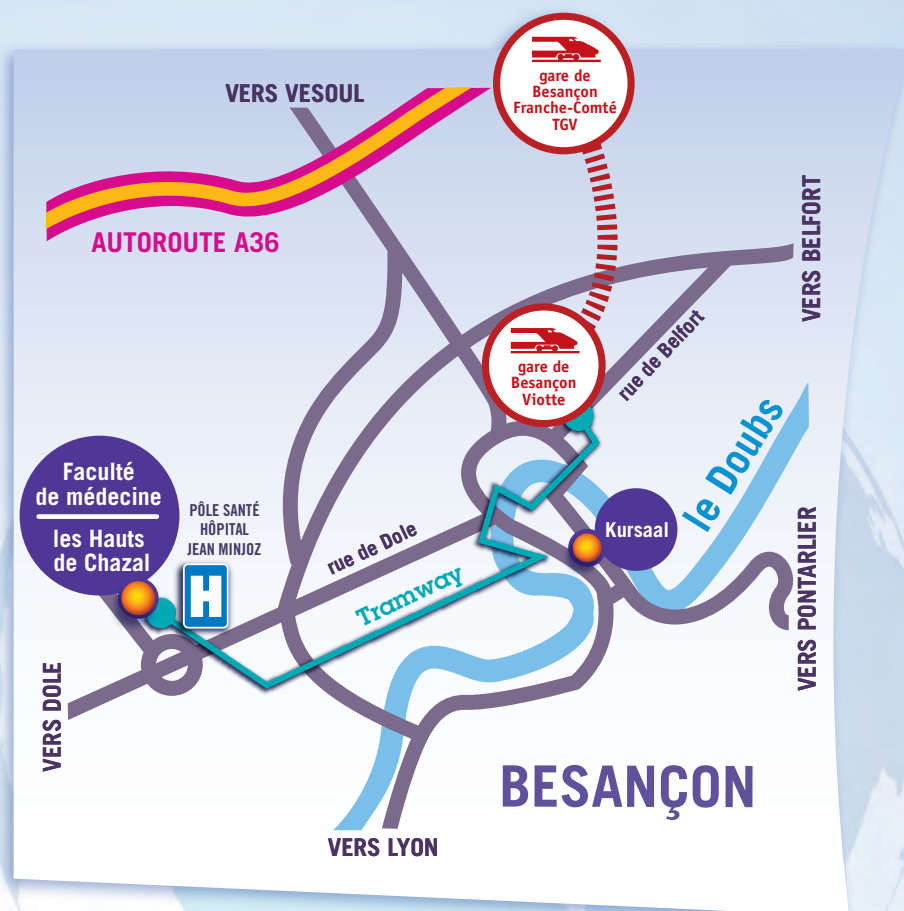 gare de
Besançon
Franche-Comté
TGV
VERS VESOUL
AUTOROUTE A36
VERS BELFORT
gare de
Besançon
Viotte
rue de Belfort
le Doubs
Faculté
de médecine
les Hauts
de Chazal
PÔLE SANTÉ
HÔPITAL
JEAN MINJOZ
H
rue de Dole
Kursaal
Tramway
VERS PONTARLIER
VERS DOLE
BESANÇON
VERS LYON